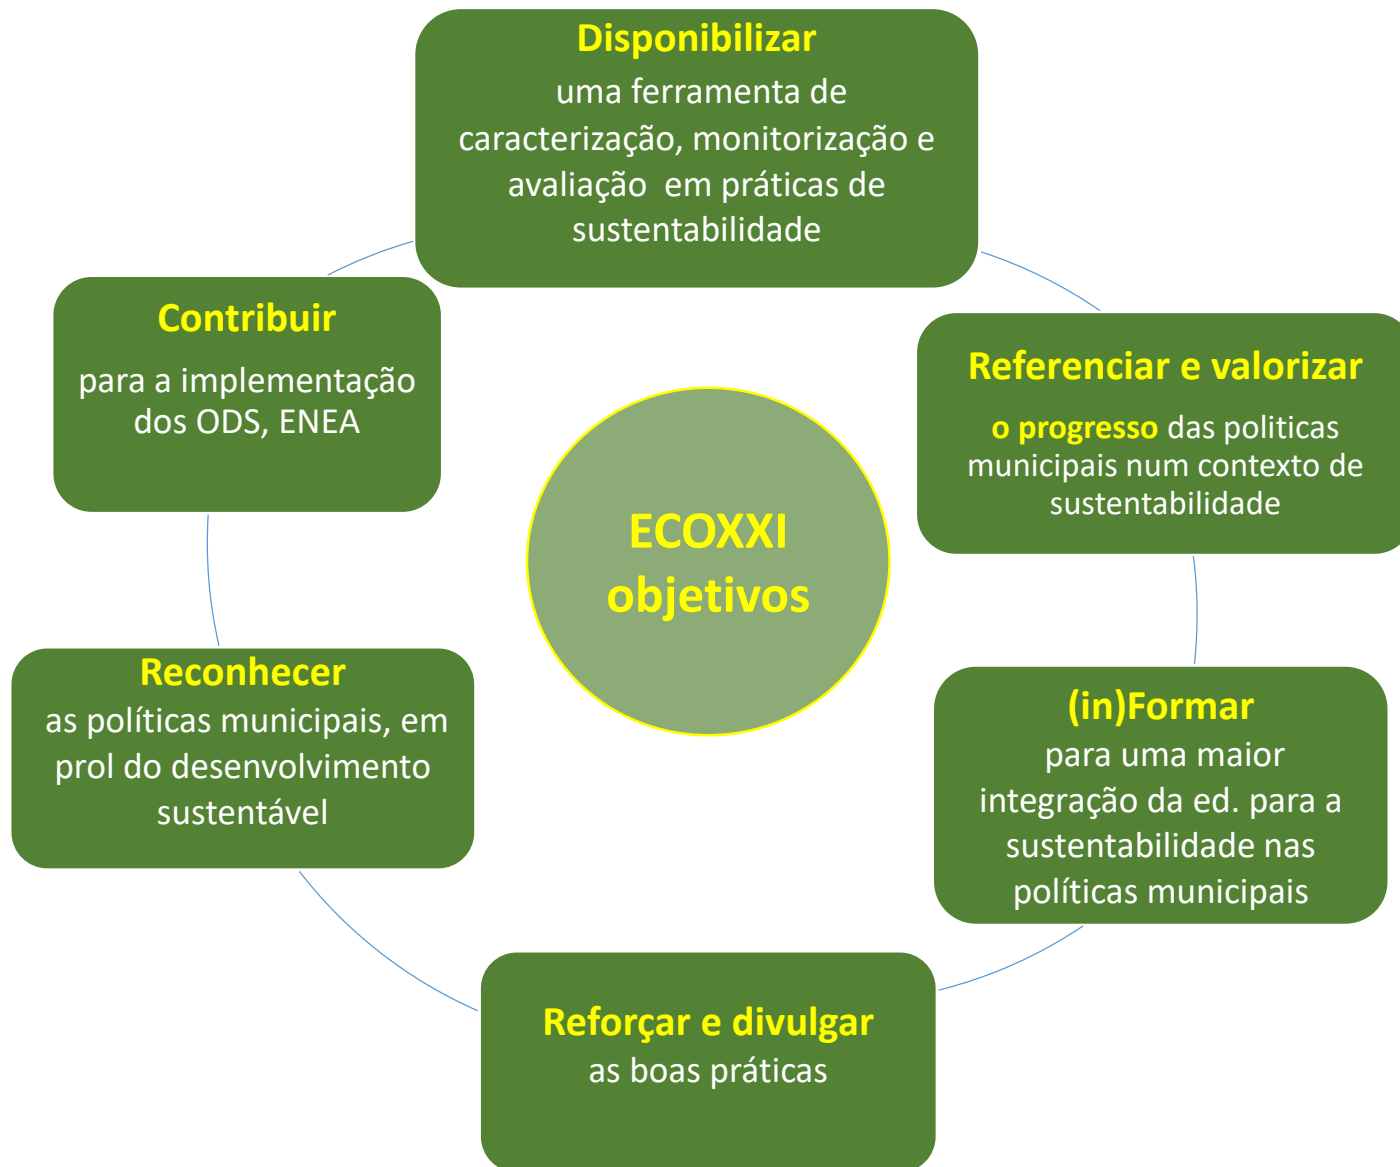 Disponibilizar
uma ferramenta de
caracterização, monitorização e
avaliação  em práticas de
sustentabilidade
Referenciar e valorizar
o progresso das politicas
municipais num contexto de
sustentabilidade
(in)Formar
para uma maior
integração da ed. para a
sustentabilidade nas
políticas municipais
Reforçar e divulgar
as boas práticas
Reconhecer
as políticas municipais, em
prol do desenvolvimento
sustentável
Contribuir
para a implementação
dos ODS, ENEA
ECOXXI
objetivos